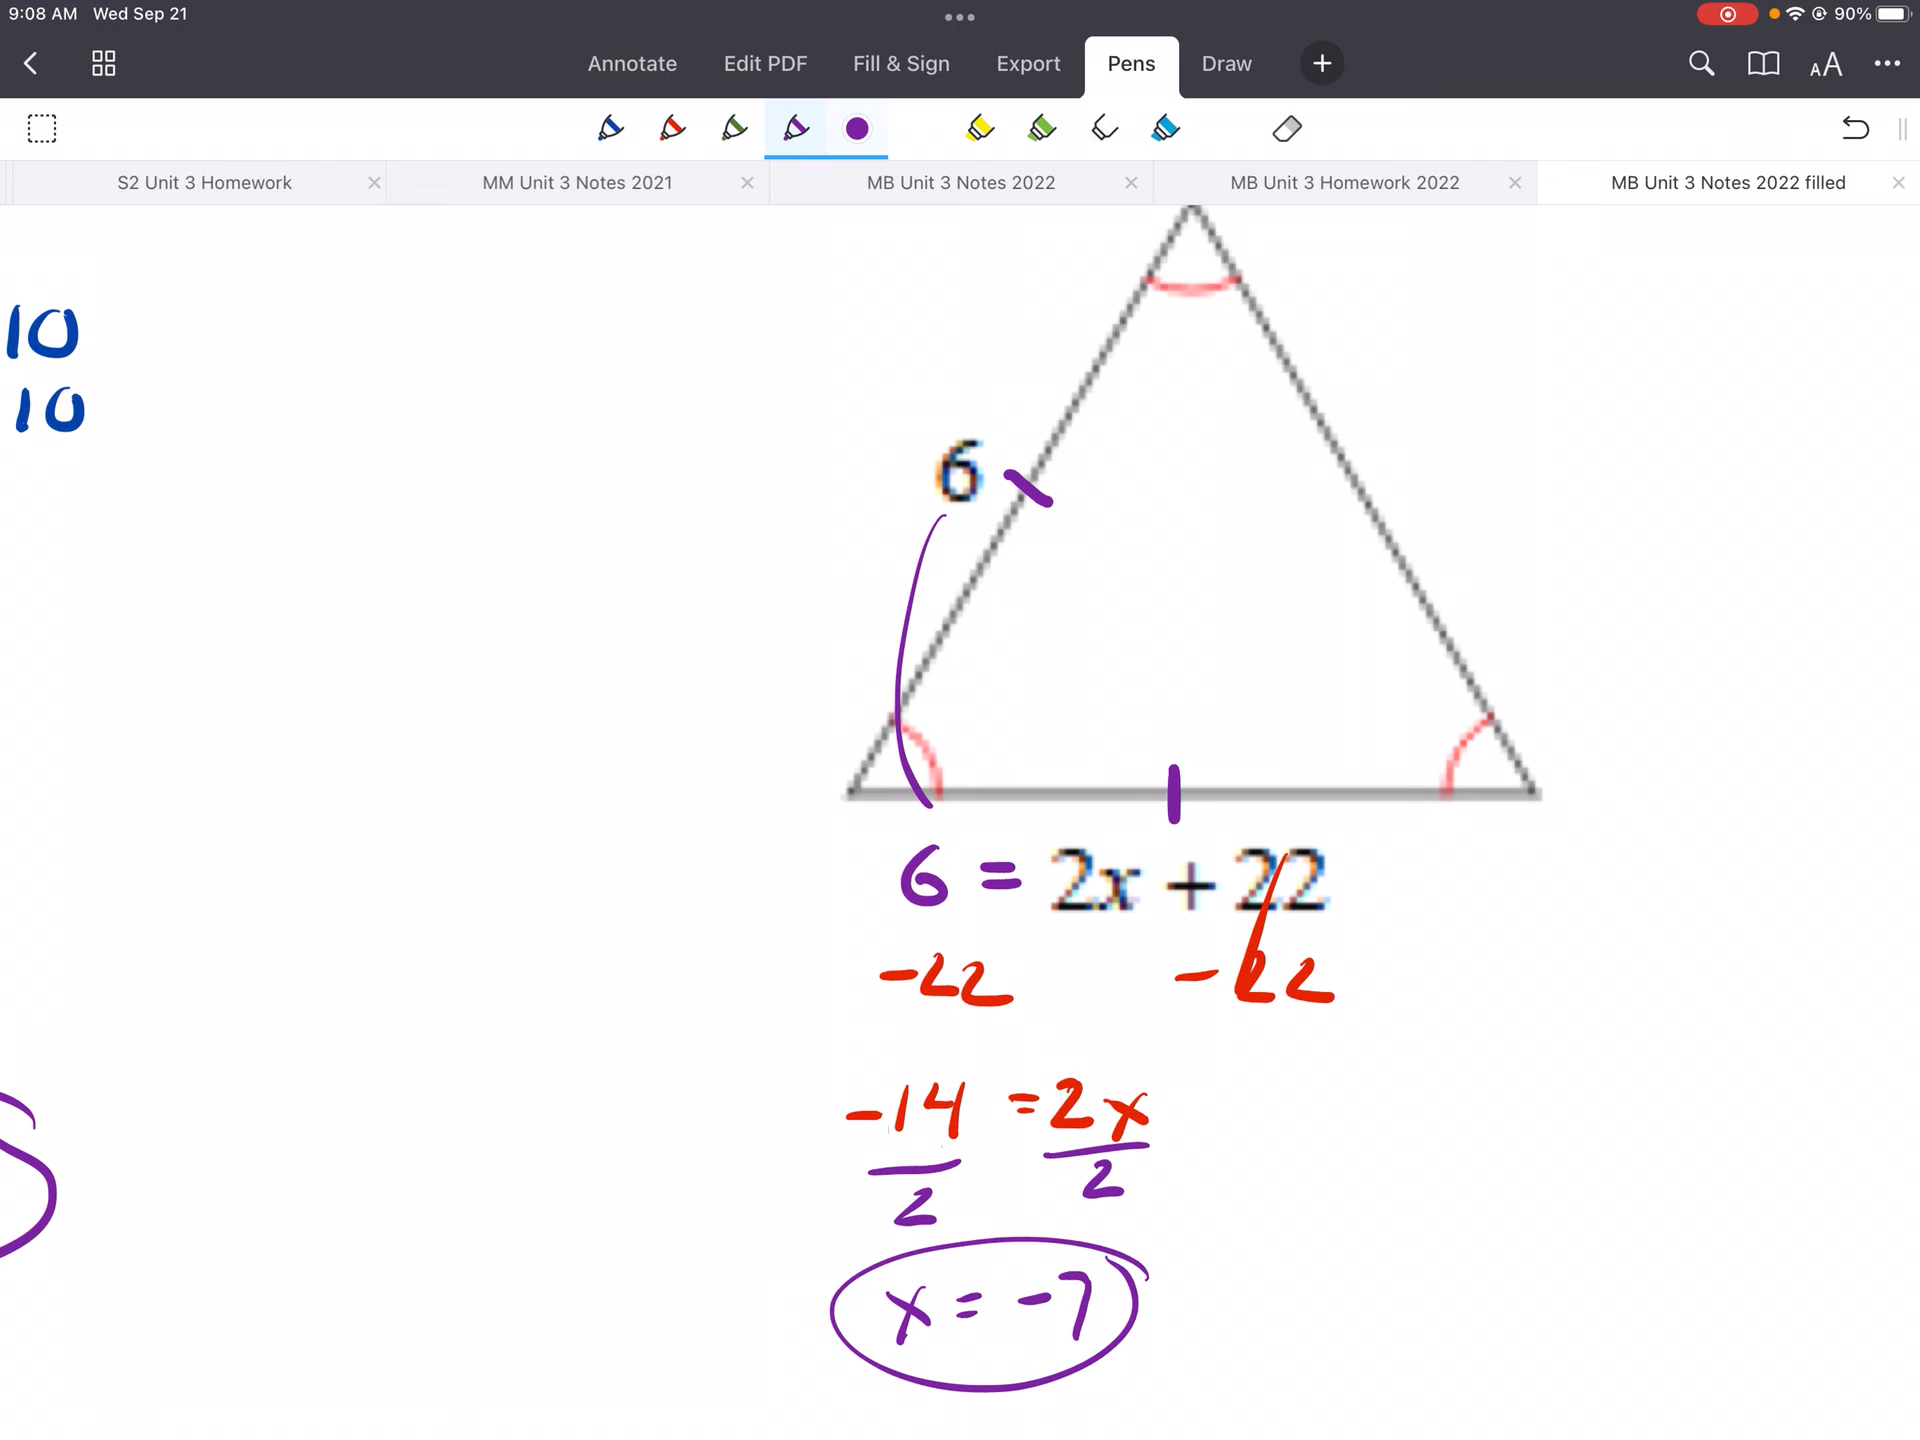 9:08 AM Wed Sep 21
90%
Annotate Edit PDF Fill & Sign Export Pens Draw
AA
S2 Unit 3 Homework
MM Unit 3 Notes 2021
MB Unit 3 Notes 2022
MB Unit 3 Homework 2022
MB Unit 3 Notes 2022 filled
10
10
6
6 = 2x + 22
-22 -22
-14 = 2x
2 2
x = -7